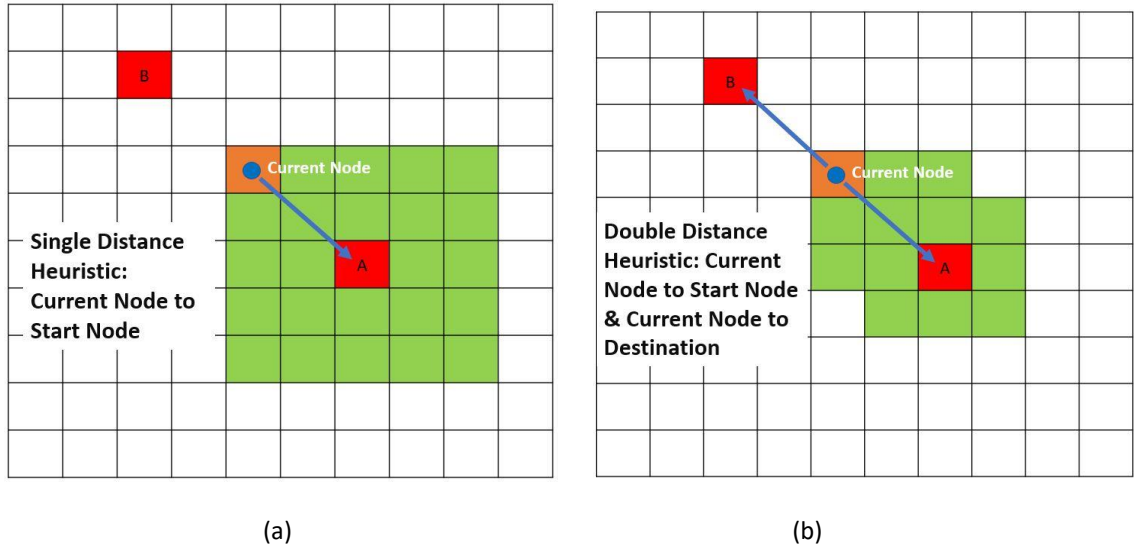 B
Current Node
A
Single Distance
Heuristic:
Current Node to
Start Node
(a)
B
Current Node
A
Double Distance
Heuristic: Current
Node to Start Node
& Current Node to
Destination
(b)